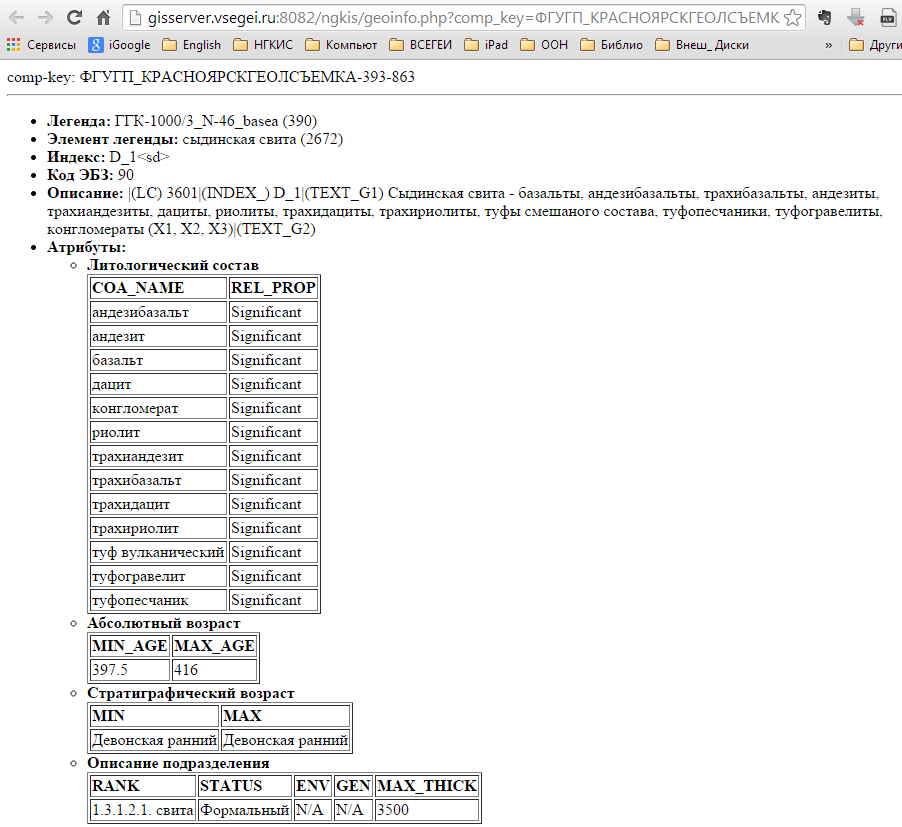 gisserver.vsegei.ru:8082/ngkis/geoinfo.php?comp_key=ФГУГП_КРАСНОЯРСКГЕОЛСЪЕМК
Сервисы iGoogle English НГКИС Компьют ВСЕГЕИ iPad ООН Библио Внеш_Диски » Други
comp-key: ФГУГП_КРАСНОЯРСКГЕОЛСЪЕМКА-393-863
• Легенда: ГГК-1000/3_N-46_basea (390)
• Элемент легенды: сыдинская свита (2672)
• Индекс: D_1<sd>
• Код ЭБЗ: 90
• Описание: |(LC) 3601|(INDEX_) D_1|(TEXT_G1) Сыдинская свита - базальты, андезибазальты, трахибазальты, андезиты,
трахиандезиты, дациты, риолиты, трахидациты, трахириолиты, туфы смешаного состава, туфопесчаники, туфогравелиты,
конгломераты (X1, X2, X3)|(TEXT_G2)
• Атрибуты:
◦ Литологический состав
COA_NAME REL_PROP
андезибазальт Significant
андезит Significant
базальт Significant
дацит Significant
конгломерат Significant
риолит Significant
трахиандезит Significant
трахибазальт Significant
трахидацит Significant
трахириолит Significant
туф вулканический Significant
туфогравелит Significant
туфопесчаник Significant
◦ Абсолютный возраст
MIN_AGE MAX_AGE
397.5 416
◦ Стратиграфический возраст
MIN MAX
Девонская ранний Девонская ранний
◦ Описание подразделения
RANK STATUS ENV GEN MAX_THICK
1.3.1.2.1. свита Формальный N/A N/A 3500